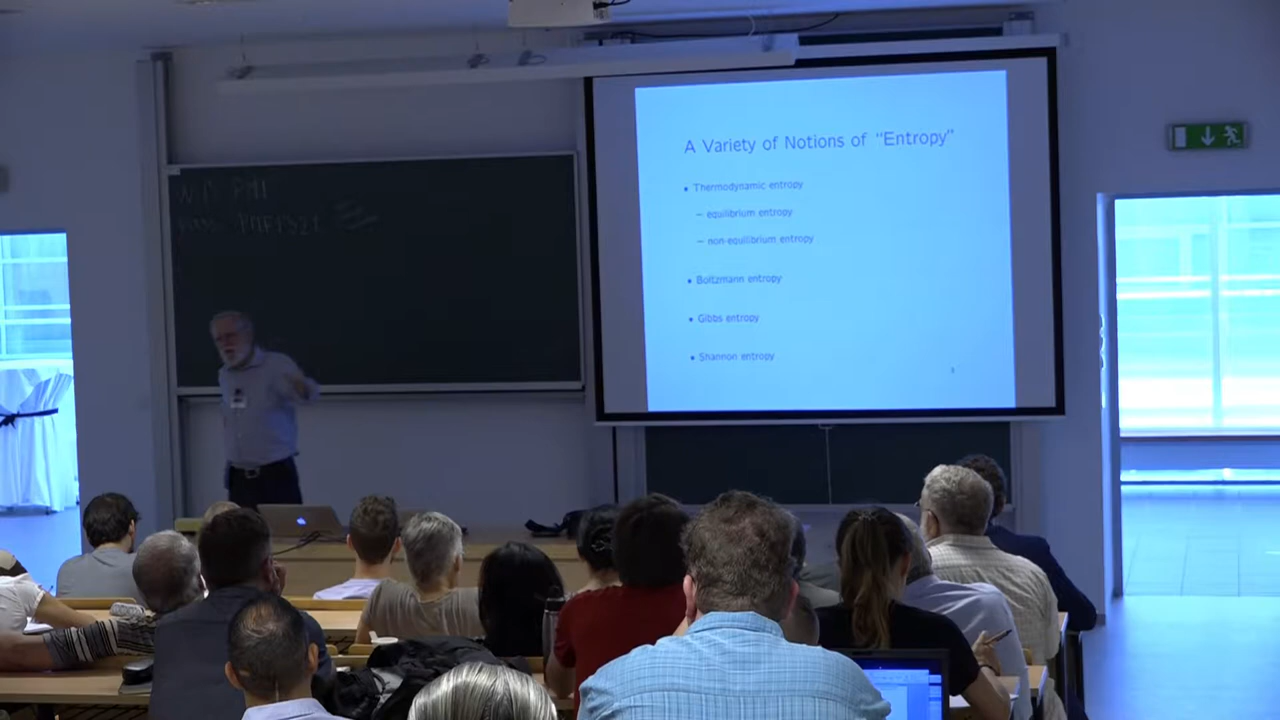 A Variety of Notions of "Entropy"
• Thermodynamic entropy
– equilibrium entropy
– non-equilibrium entropy
• Boltzmann entropy
• Gibbs entropy
• Shannon entropy